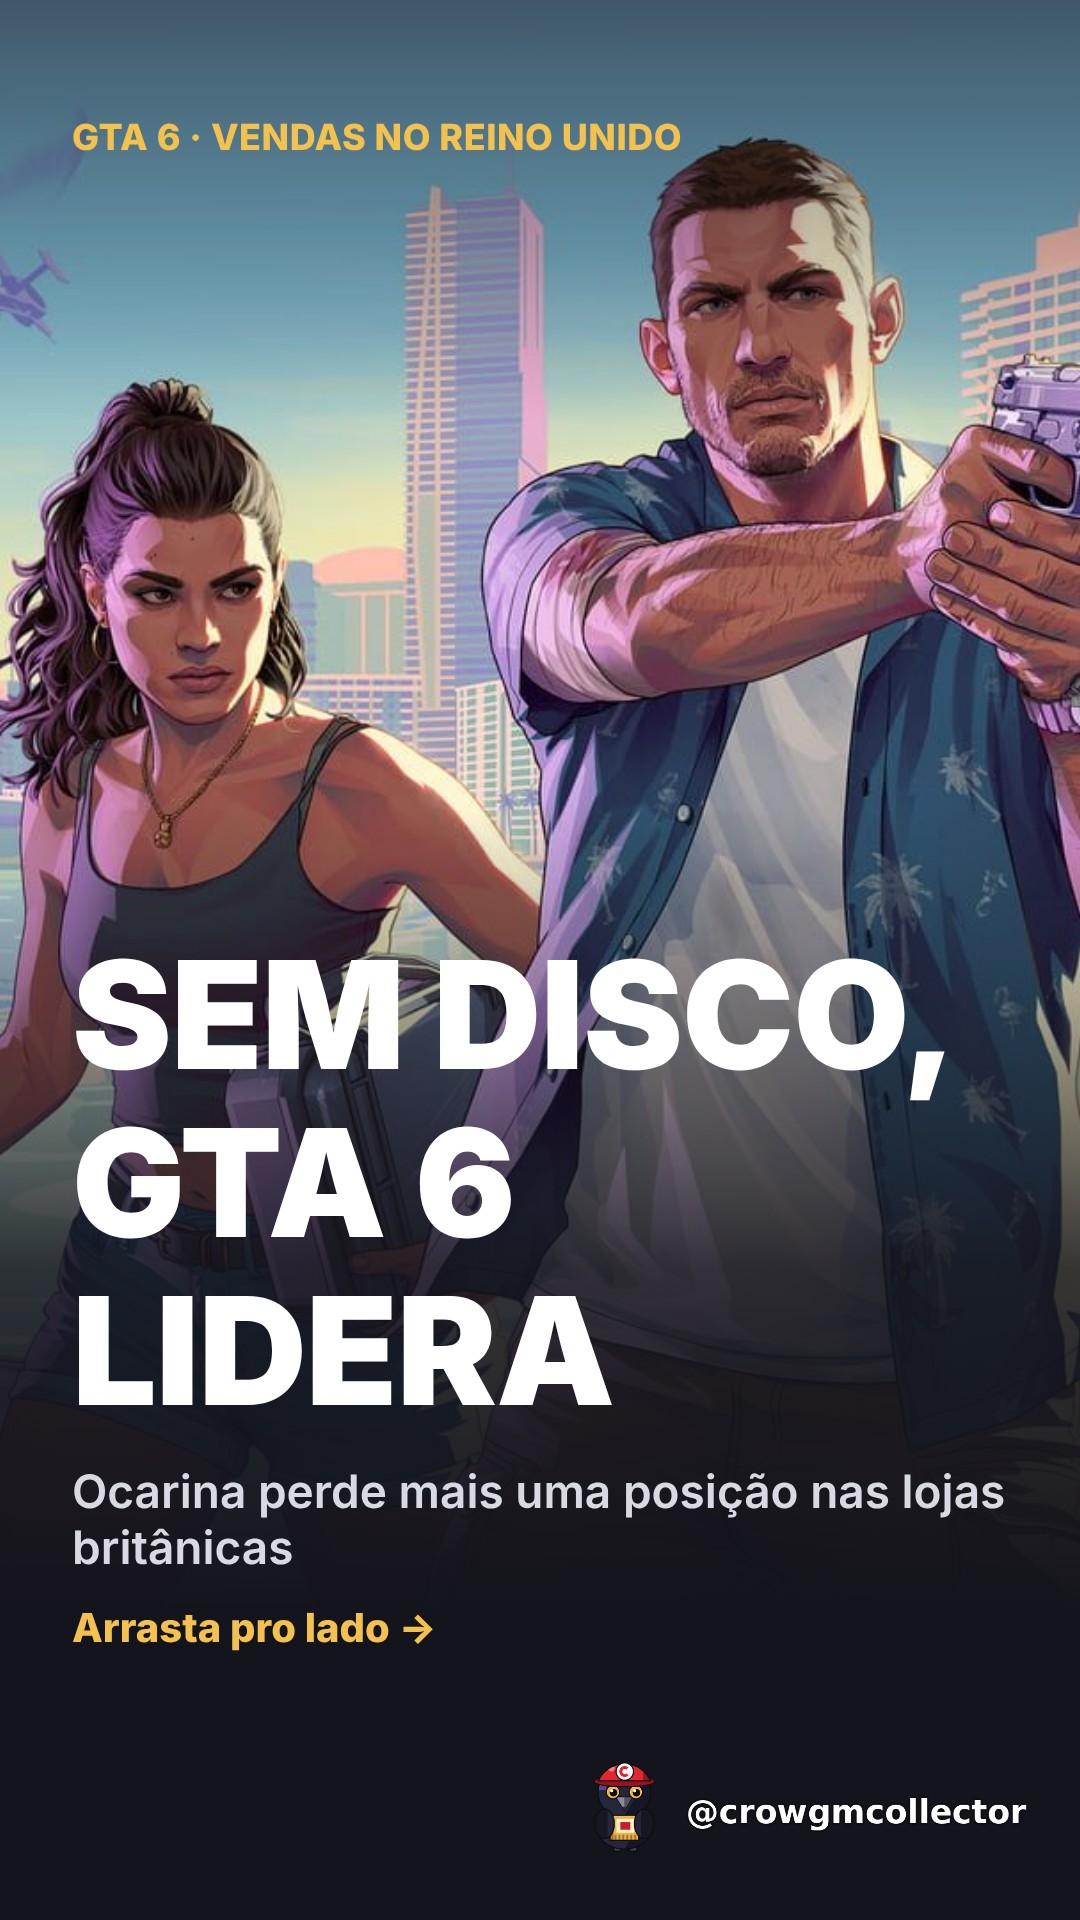 GTA 6 · VENDAS NO REINO UNIDO
SEM DISCO,
GTA 6
LIDERA
Ocarina perde mais uma posição nas lojas
britânicas
Arrasta pro lado →
C
@crowgmcollector